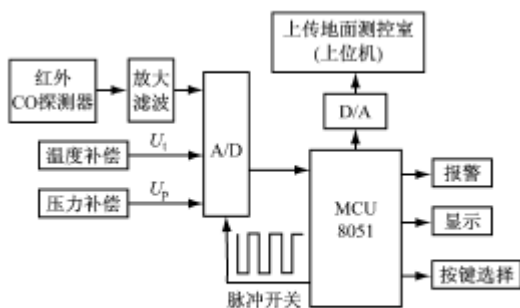 上传地面测控室
(上位机)
红外
CO探测器
放大
滤波
D/A
A/D
温度补偿
Ut
压力补偿
Up
MCU
8051
报警
显示
按键选择
脉冲开关